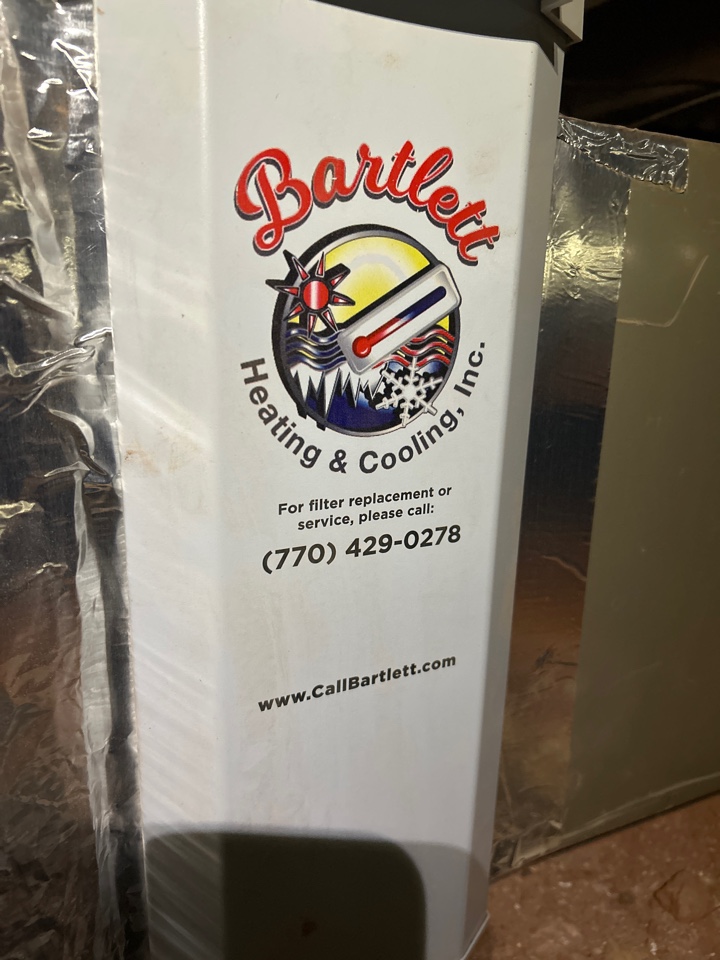 Bartlett
Heating & Cooling, Inc.
For filter replacement or
service, please call:
(770) 429-0278
www.CallBartlett.com